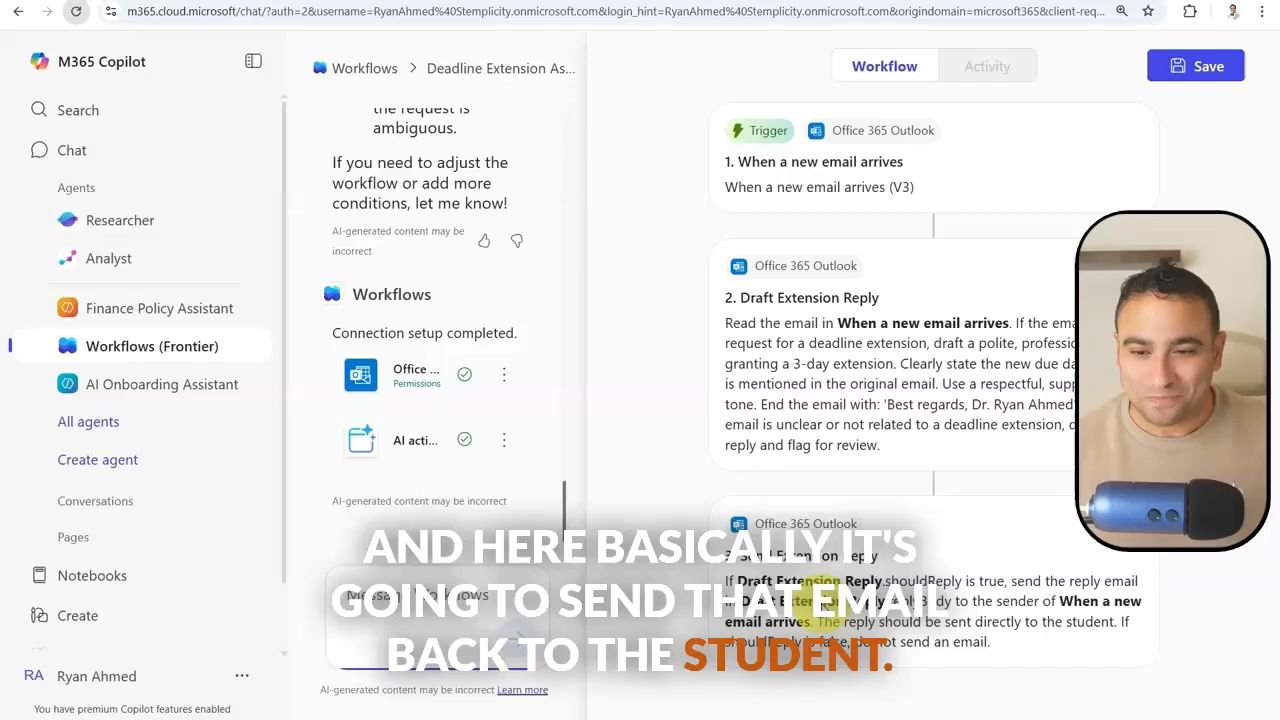 m365.cloud.microsoft/chat/?auth=2&username=RyanAhmed%40Stemplicity.onmicrosoft.com&login_hint=RyanAhmed%40Stemplicity.onmicrosoft.com&origindomain=microsoft365&client-req...
M365 Copilot
Search
Chat
Agents
Researcher
Analyst
Finance Policy Assistant
Workflows (Frontier)
AI Onboarding Assistant
All agents
Create agent
Conversations
Pages
Notebooks
Create
RA Ryan Ahmed ...
You have premium Copilot features enabled
Workflows > Deadline Extension As...
the request is
ambiguous.
If you need to adjust the
workflow or add more
conditions, let me know!
AI-generated content may be
incorrect
Workflows
Connection setup completed.
Office ...
Permissions
AI acti...
AI-generated content may be incorrect
Message Workflows
AI-generated content may be incorrect Learn more
Workflow
Activity
Save
Trigger
Office 365 Outlook
1. When a new email arrives
When a new email arrives (V3)
Office 365 Outlook
2. Draft Extension Reply
Read the email in When a new email arrives. If the ema
request for a deadline extension, draft a polite, professio
granting a 3-day extension. Clearly state the new due da
is mentioned in the original email. Use a respectful, supp
tone. End the email with: 'Best regards, Dr. Ryan Ahmed'
email is unclear or not related to a deadline extension, d
reply and flag for review.
Office 365 Outlook
Extension Reply
If Draft Extension Reply.shouldReply is true, send the reply email
Draft Extension Reply to the sender of When a new
email arrives. The reply should be sent directly to the student. If
shouldReply is false, do not send an email.
AND HERE BASICALLY IT'S
GOING TO SEND THAT EMAIL
BACK TO THE STUDENT.